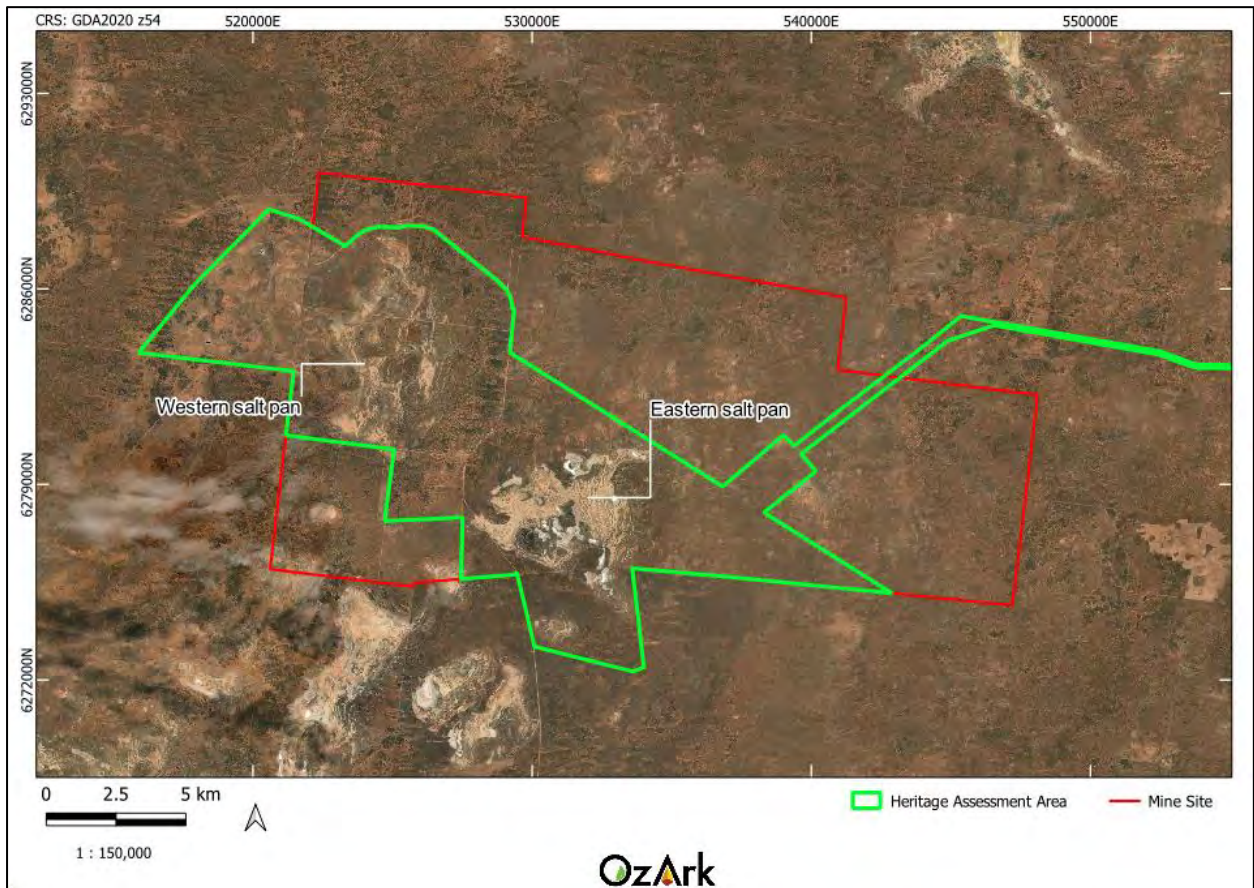 CRS: GDA2020 z54
520000E
530000E
540000E
550000E
6293000N
6286000N
6279000N
6272000N
Western salt pan
Eastern salt pan
0 2.5 5 km
1 : 150,000
Heritage Assessment Area
Mine Site
OzArk